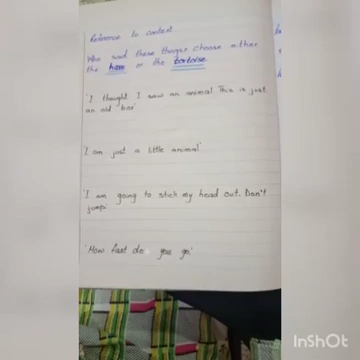 Reference to context
Who said these things choose either
the hare or the tortoise.
'I thought I saw an animal. This is just
an old box'
'I am just a little animal'
'I am going to stick my head out. Don't
jump.'
'How fast do you go.'
InShOt